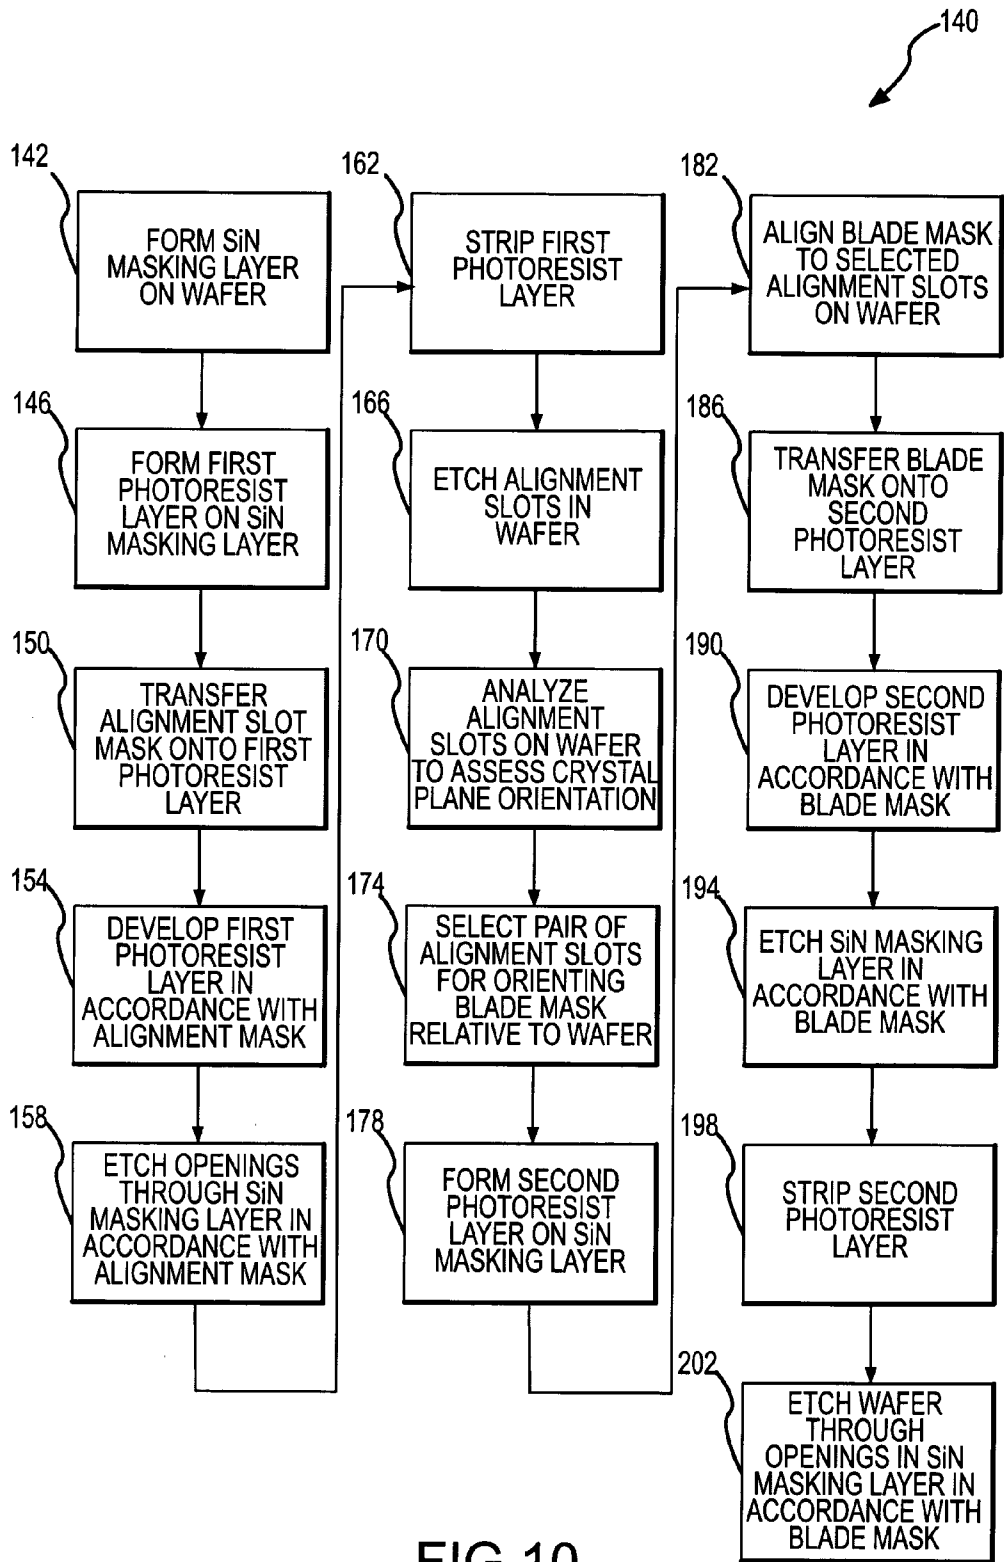 140
142
FORM SiN
MASKING LAYER
ON WAFER
146
FORM FIRST
PHOTORESIST
LAYER ON SiN
MASKING LAYER
150
TRANSFER
ALIGNMENT SLOT
MASK ONTO FIRST
PHOTORESIST
LAYER
154
DEVELOP FIRST
PHOTORESIST
LAYER IN
ACCORDANCE WITH
ALIGNMENT MASK
158
ETCH OPENINGS
THROUGH SiN
MASKING LAYER IN
ACCORDANCE WITH
ALIGNMENT MASK
162
STRIP FIRST
PHOTORESIST
LAYER
166
ETCH ALIGNMENT
SLOTS IN
WAFER
170
ANALYZE
ALIGNMENT
SLOTS ON WAFER
TO ASSESS CRYSTAL
PLANE ORIENTATION
174
SELECT PAIR OF
ALIGNMENT SLOTS
FOR ORIENTING
BLADE MASK
RELATIVE TO WAFER
178
FORM SECOND
PHOTORESIST
LAYER ON SiN
MASKING LAYER
182
ALIGN BLADE MASK
TO SELECTED
ALIGNMENT SLOTS
ON WAFER
186
TRANSFER BLADE
MASK ONTO
SECOND
PHOTORESIST
LAYER
190
DEVELOP SECOND
PHOTORESIST
LAYER IN
ACCORDANCE WITH
BLADE MASK
194
ETCH SiN MASKING
LAYER IN
ACCORDANCE WITH
BLADE MASK
198
STRIP SECOND
PHOTORESIST
LAYER
202
ETCH WAFER
THROUGH
OPENINGS IN SiN
MASKING LAYER IN
ACCORDANCE WITH
BLADE MASK
FIG.10